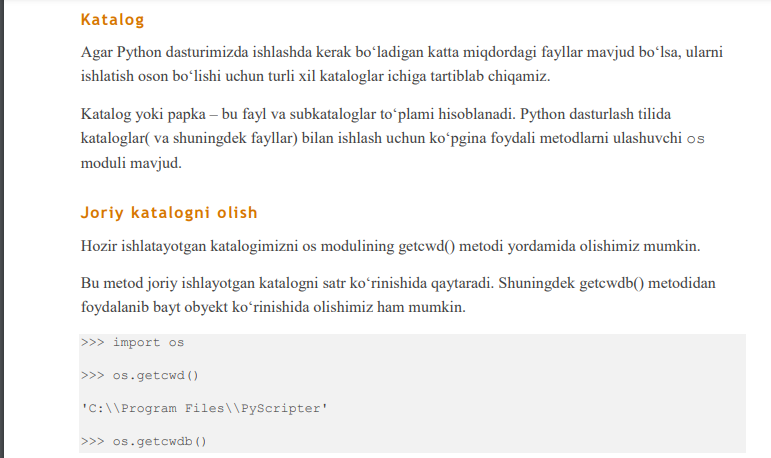 Katalog
Agar Python dasturimizda ishlashda kerak bo‘ladigan katta miqdordagi fayllar mavjud bo‘lsa, ularni
ishlatish oson bo‘lishi uchun turli xil kataloglar ichiga tartiblab chiqamiz.
Katalog yoki papka – bu fayl va subkataloglar to‘plami hisoblanadi. Python dasturlash tilida
kataloglar( va shuningdek fayllar) bilan ishlash uchun ko‘pgina foydali metodlarni ulashuvchi os
moduli mavjud.
Joriy katalogni olish
Hozir ishlatayotgan katalogimizni os modulining getcwd() metodi yordamida olishimiz mumkin.
Bu metod joriy ishlayotgan katalogni satr ko‘rinishida qaytaradi. Shuningdek getcwdb() metodidan
foydalanib bayt obyekt ko‘rinishida olishimiz ham mumkin.
>>> import os
>>> os.getcwd()
'C:\\Program Files\\PyScripter'
>>> os.getcwdb()